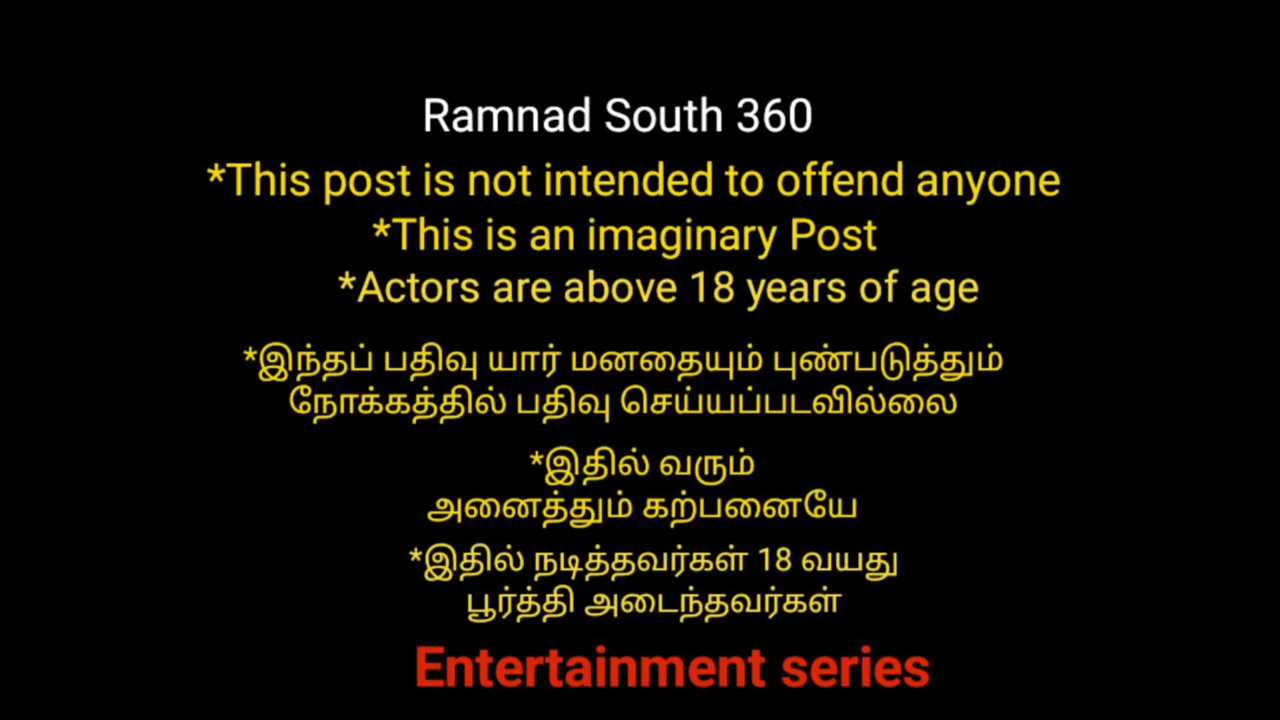 Ramnad South 360
*This post is not intended to offend anyone
*This is an imaginary Post
*Actors are above 18 years of age
*இந்தப் பதிவு யார் மனதையும் புண்படுத்தும்
நோக்கத்தில் பதிவு செய்யப்படவில்லை
*இதில் வரும்
அனைத்தும் கற்பனையே
*இதில் நடித்தவர்கள் 18 வயது
பூர்த்தி அடைந்தவர்கள்
Entertainment series